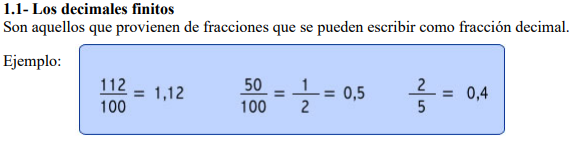 1.1- Los decimales finitos
Son aquellos que provienen de fracciones que se pueden escribir como fracción decimal.
Ejemplo:
112/100 = 1,12   50/100 = 1/2 = 0,5   2/5 = 0,4